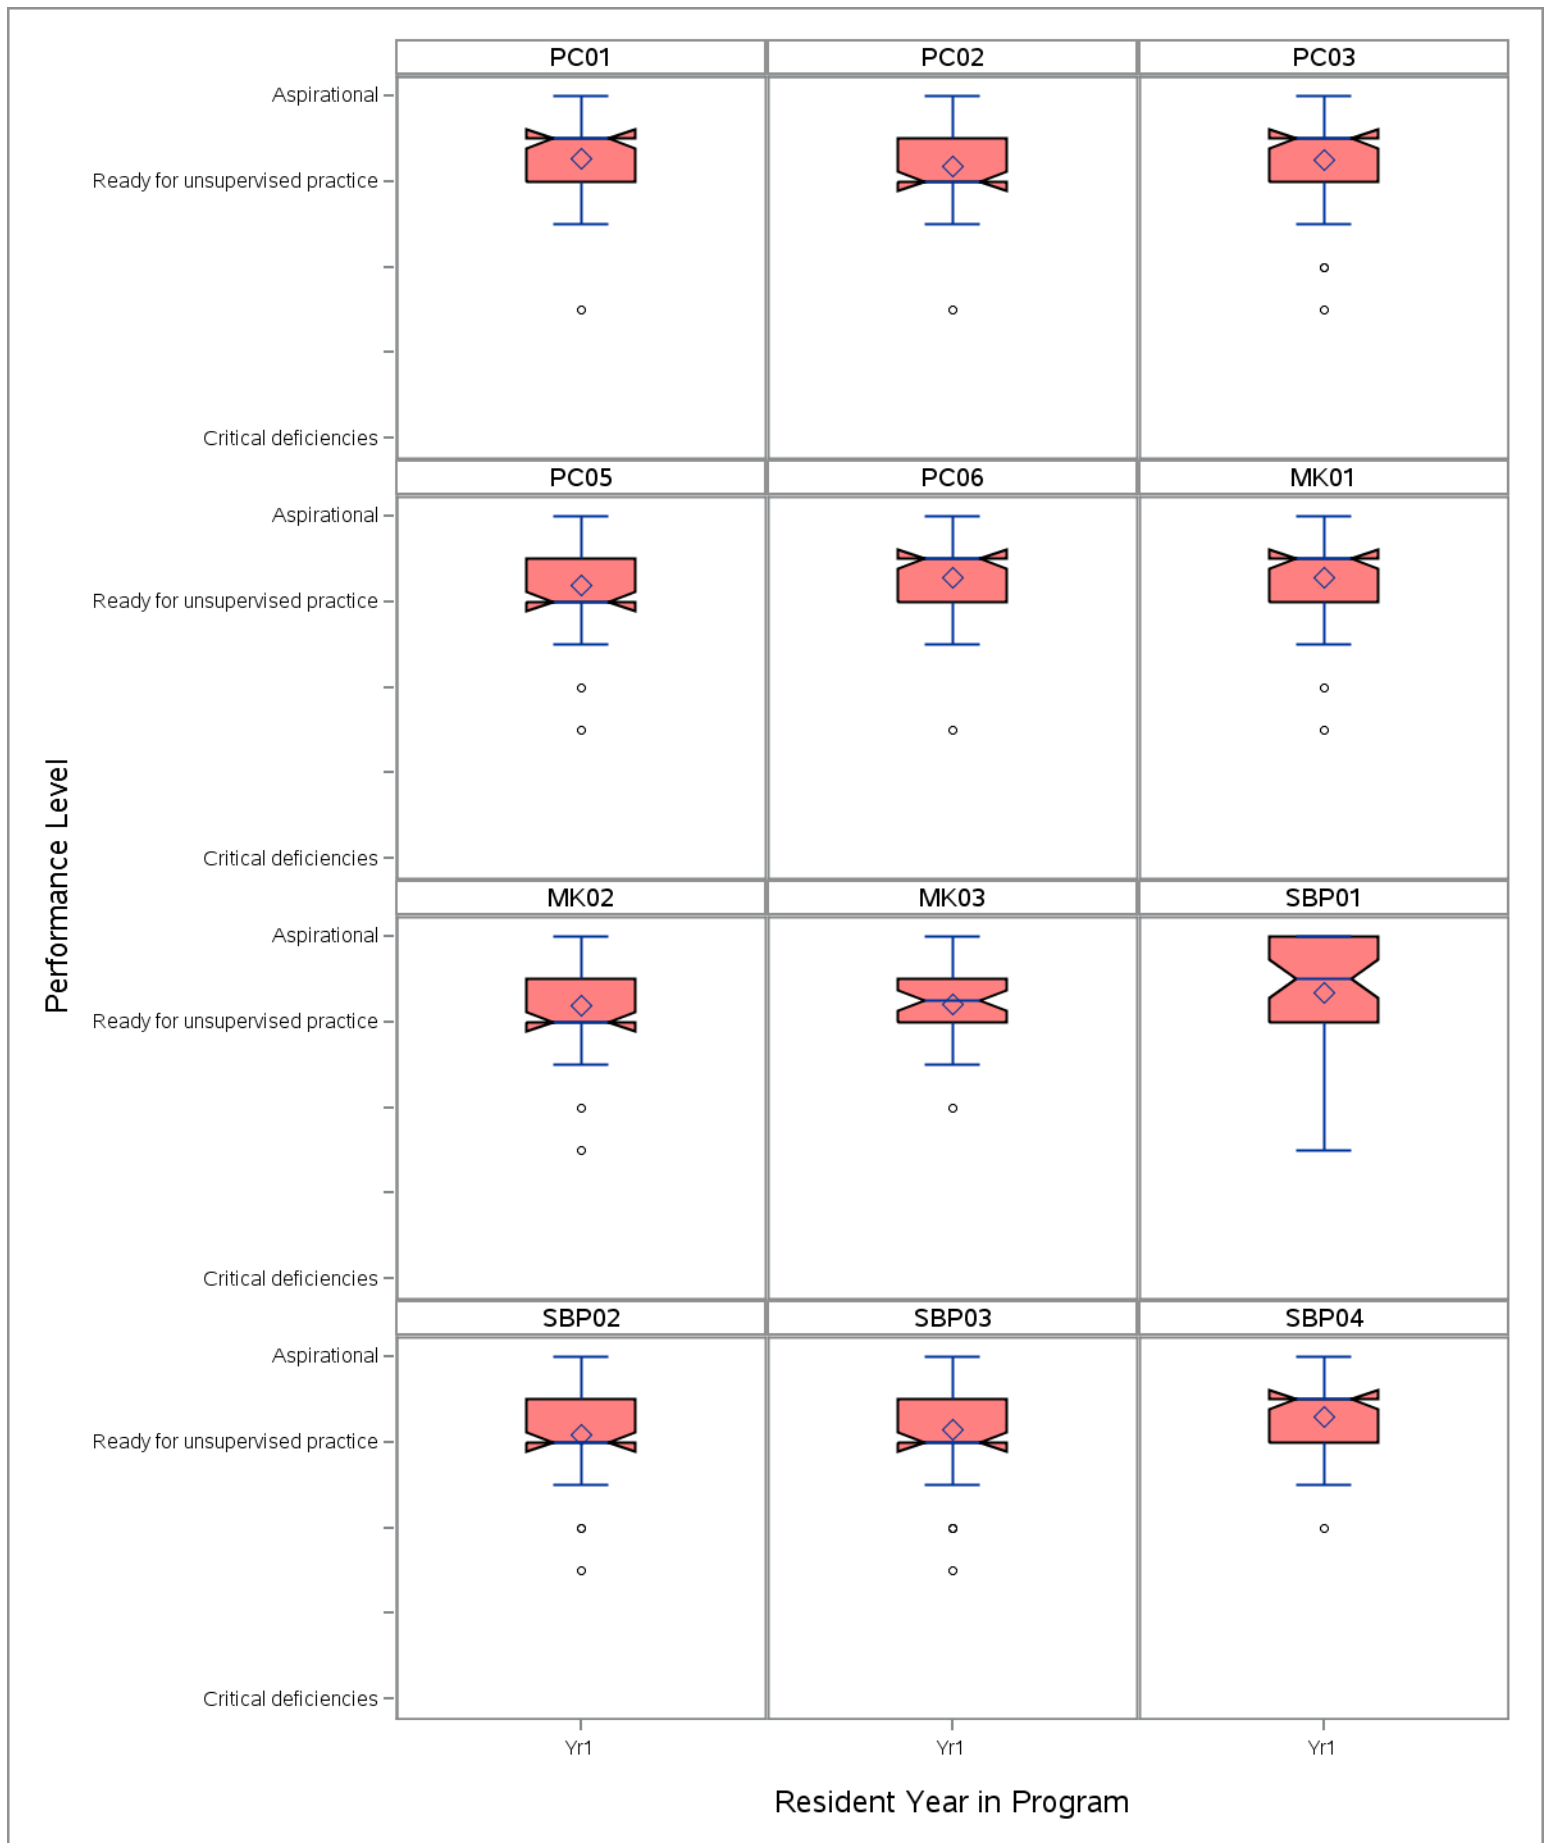 PC01 PC02 PC03
Aspirational
Ready for unsupervised practice
Critical deficiencies
PC05 PC06 MK01
Aspirational
Ready for unsupervised practice
Critical deficiencies
MK02 MK03 SBP01
Aspirational
Ready for unsupervised practice
Critical deficiencies
SBP02 SBP03 SBP04
Aspirational
Ready for unsupervised practice
Critical deficiencies
Performance Level
Yr1 Yr1 Yr1
Resident Year in Program